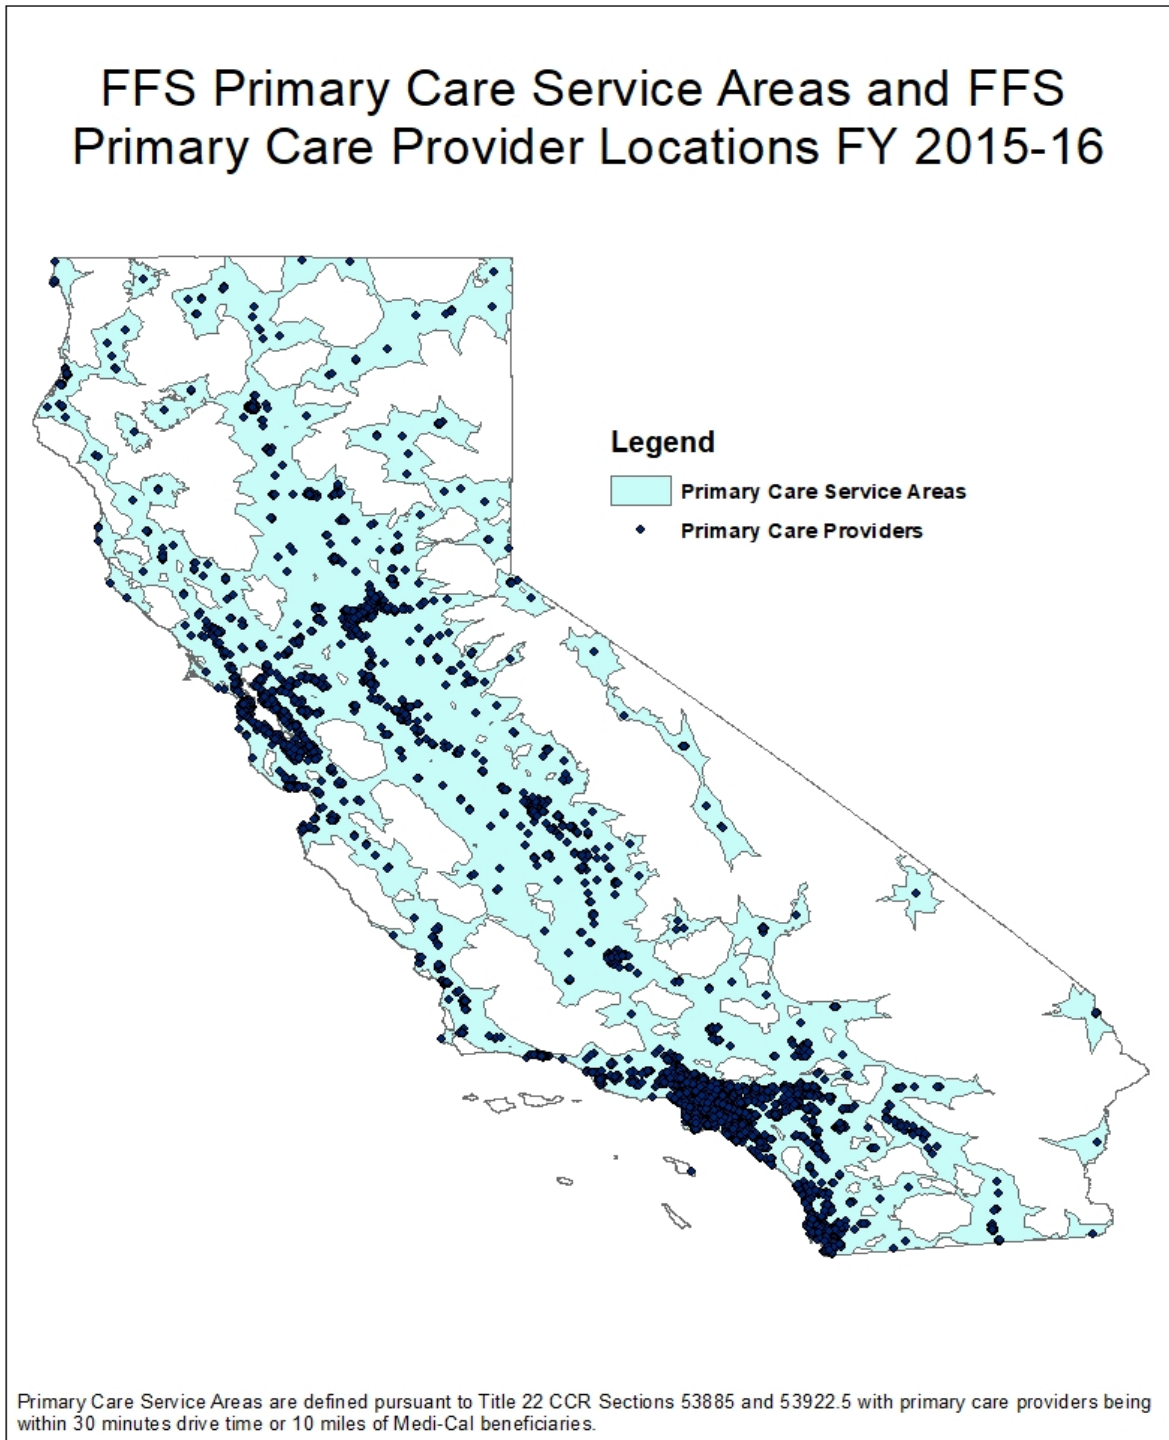 FFS Primary Care Service Areas and FFS
Primary Care Provider Locations FY 2015-16
Legend
Primary Care Service Areas
Primary Care Providers
Primary Care Service Areas are defined pursuant to Title 22 CCR Sections 53885 and 53922.5 with primary care providers being
within 30 minutes drive time or 10 miles of Medi-Cal beneficiaries.